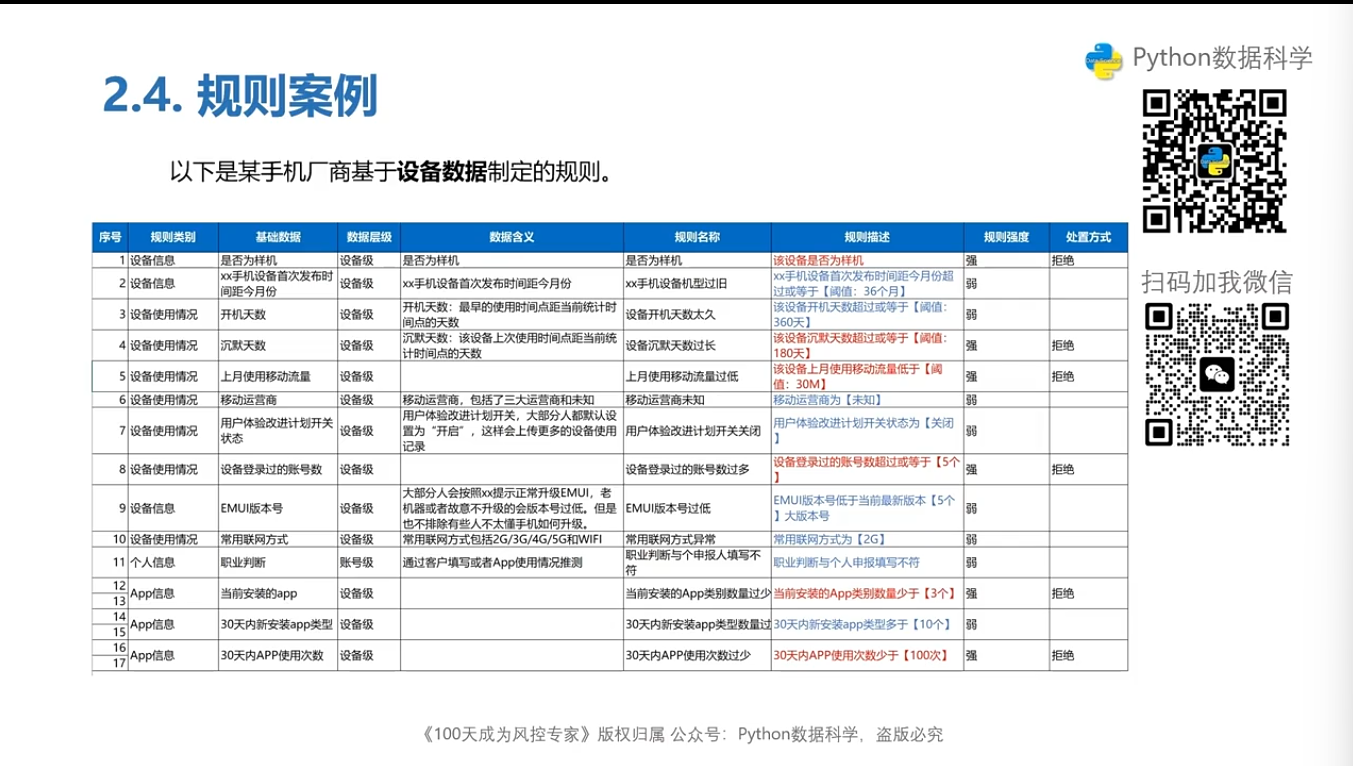 Python数据科学
2.4. 规则案例
以下是某手机厂商基于设备数据制定的规则。
扫码加我微信
序号 规则类别 基础数据 数据层级 数据含义 规则名称 规则描述 规则强度 处置方式
1 设备信息 是否为样机 设备级 是否为样机 是否为样机 该设备是否为样机 强 拒绝
2 设备信息 xx手机设备首次发布时间距今月份 设备级 xx手机设备首次发布时间距今月份 xx手机设备机型过旧 xx手机设备首次发布时间距今月份超过或等于【阈值：36个月】 弱
3 设备使用情况 开机天数 设备级 开机天数：最早的使用时间点距当前统计时间点的天数 设备开机天数太久 该设备开机天数超过或等于【阈值：360天】 弱
4 设备使用情况 沉默天数 设备级 沉默天数：该设备上次使用时间点距当前统计时间点的天数 设备沉默天数过长 该设备沉默天数超过或等于【阈值：180天】 强 拒绝
5 设备使用情况 上月使用移动流量 设备级 上月使用移动流量过低 该设备上月使用移动流量低于【阈值：30M】 强 拒绝
6 设备使用情况 移动运营商 设备级 移动运营商，包括了三大运营商和未知 移动运营商未知 移动运营商为【未知】 弱
7 设备使用情况 用户体验改进计划开关状态 设备级 用户体验改进计划开关，大部分人都默认设置为“开启”，这样会上传更多的设备使用记录 用户体验改进计划开关关闭 用户体验改进计划开关状态为【关闭】 弱
8 设备使用情况 设备登录过的账号数 设备级 设备登录过的账号数过多 设备登录过的账号数超过或等于【5个】 强 拒绝
9 设备信息 EMUI版本号 设备级 大部分人会按照xx提示正常升级EMUI，老机器或者故意不升级的会版本号过低。但是也不排除有些人不太懂手机如何升级。 EMUI版本号过低 EMUI版本号低于当前最新版本【5个】大版本号 弱
10 设备使用情况 常用联网方式 设备级 常用联网方式包括2G/3G/4G/5G和WIFI 常用联网方式异常 常用联网方式为【2G】 弱
11 个人信息 职业判断 账号级 通过客户填写或者App使用情况推测 职业判断与个申报人填写不符 职业判断与个人申报填写不符 弱
12
13 App信息 当前安装的app 设备级 当前安装的App类别数量过少 当前安装的App类别数量少于【3个】 强 拒绝
14
15 App信息 30天内新安装app类型 设备级 30天内新安装app类型数量过 30天内新安装app类型多于【10个】 弱
16
17 App信息 30天内APP使用次数 设备级 30天内APP使用次数过少 30天内APP使用次数少于【100次】 强 拒绝
《100天成为风控专家》版权归属 公众号：Python数据科学，盗版必究